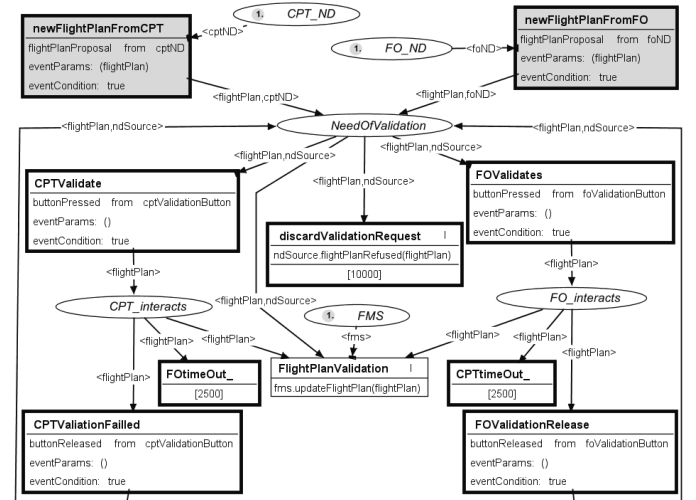 newFlightPlanFromCPT
flightPlanProposal from cptND
eventParams: (flightPlan)
eventCondition: true
1. CPT_ND
<cptND>
1. FO_ND
<foND>
newFlightPlanFromFO
flightPlanProposal from foND
eventParams: (flightPlan)
eventCondition: true
<flightPlan,cptND>
<flightPlan,foND>
NeedOfValidation
<flightPlan,ndSource>
<flightPlan,ndSource>
<flightPlan,ndSource>
<flightPlan,ndSource>
<flightPlan,ndSource>
CPTValidate
buttonPressed from cptValidationButton
eventParams: ()
eventCondition: true
FOValidates
buttonPressed from foValidationButton
eventParams: ()
eventCondition: true
discardValidationRequest I
ndSource.flightPlanRefused(flightPlan)
[10000]
<flightPlan>
<flightPlan>
CPT_interacts
<flightPlan,ndSource>
1. FMS
FO_interacts
<flightPlan>
<flightPlan>
<fms>
<flightPlan>
<flightPlan>
<flightPlan>
<flightPlan>
FOtimeOut_
[2500]
FlightPlanValidation I
fms.updateFlightPlan(flightPlan)
CPTtimeOut_
[2500]
CPTValiationFailled
buttonReleased from cptValidationButton
eventParams: ()
eventCondition: true
FOValidationRelease
buttonReleased from foValidationButton
eventParams: ()
eventCondition: true